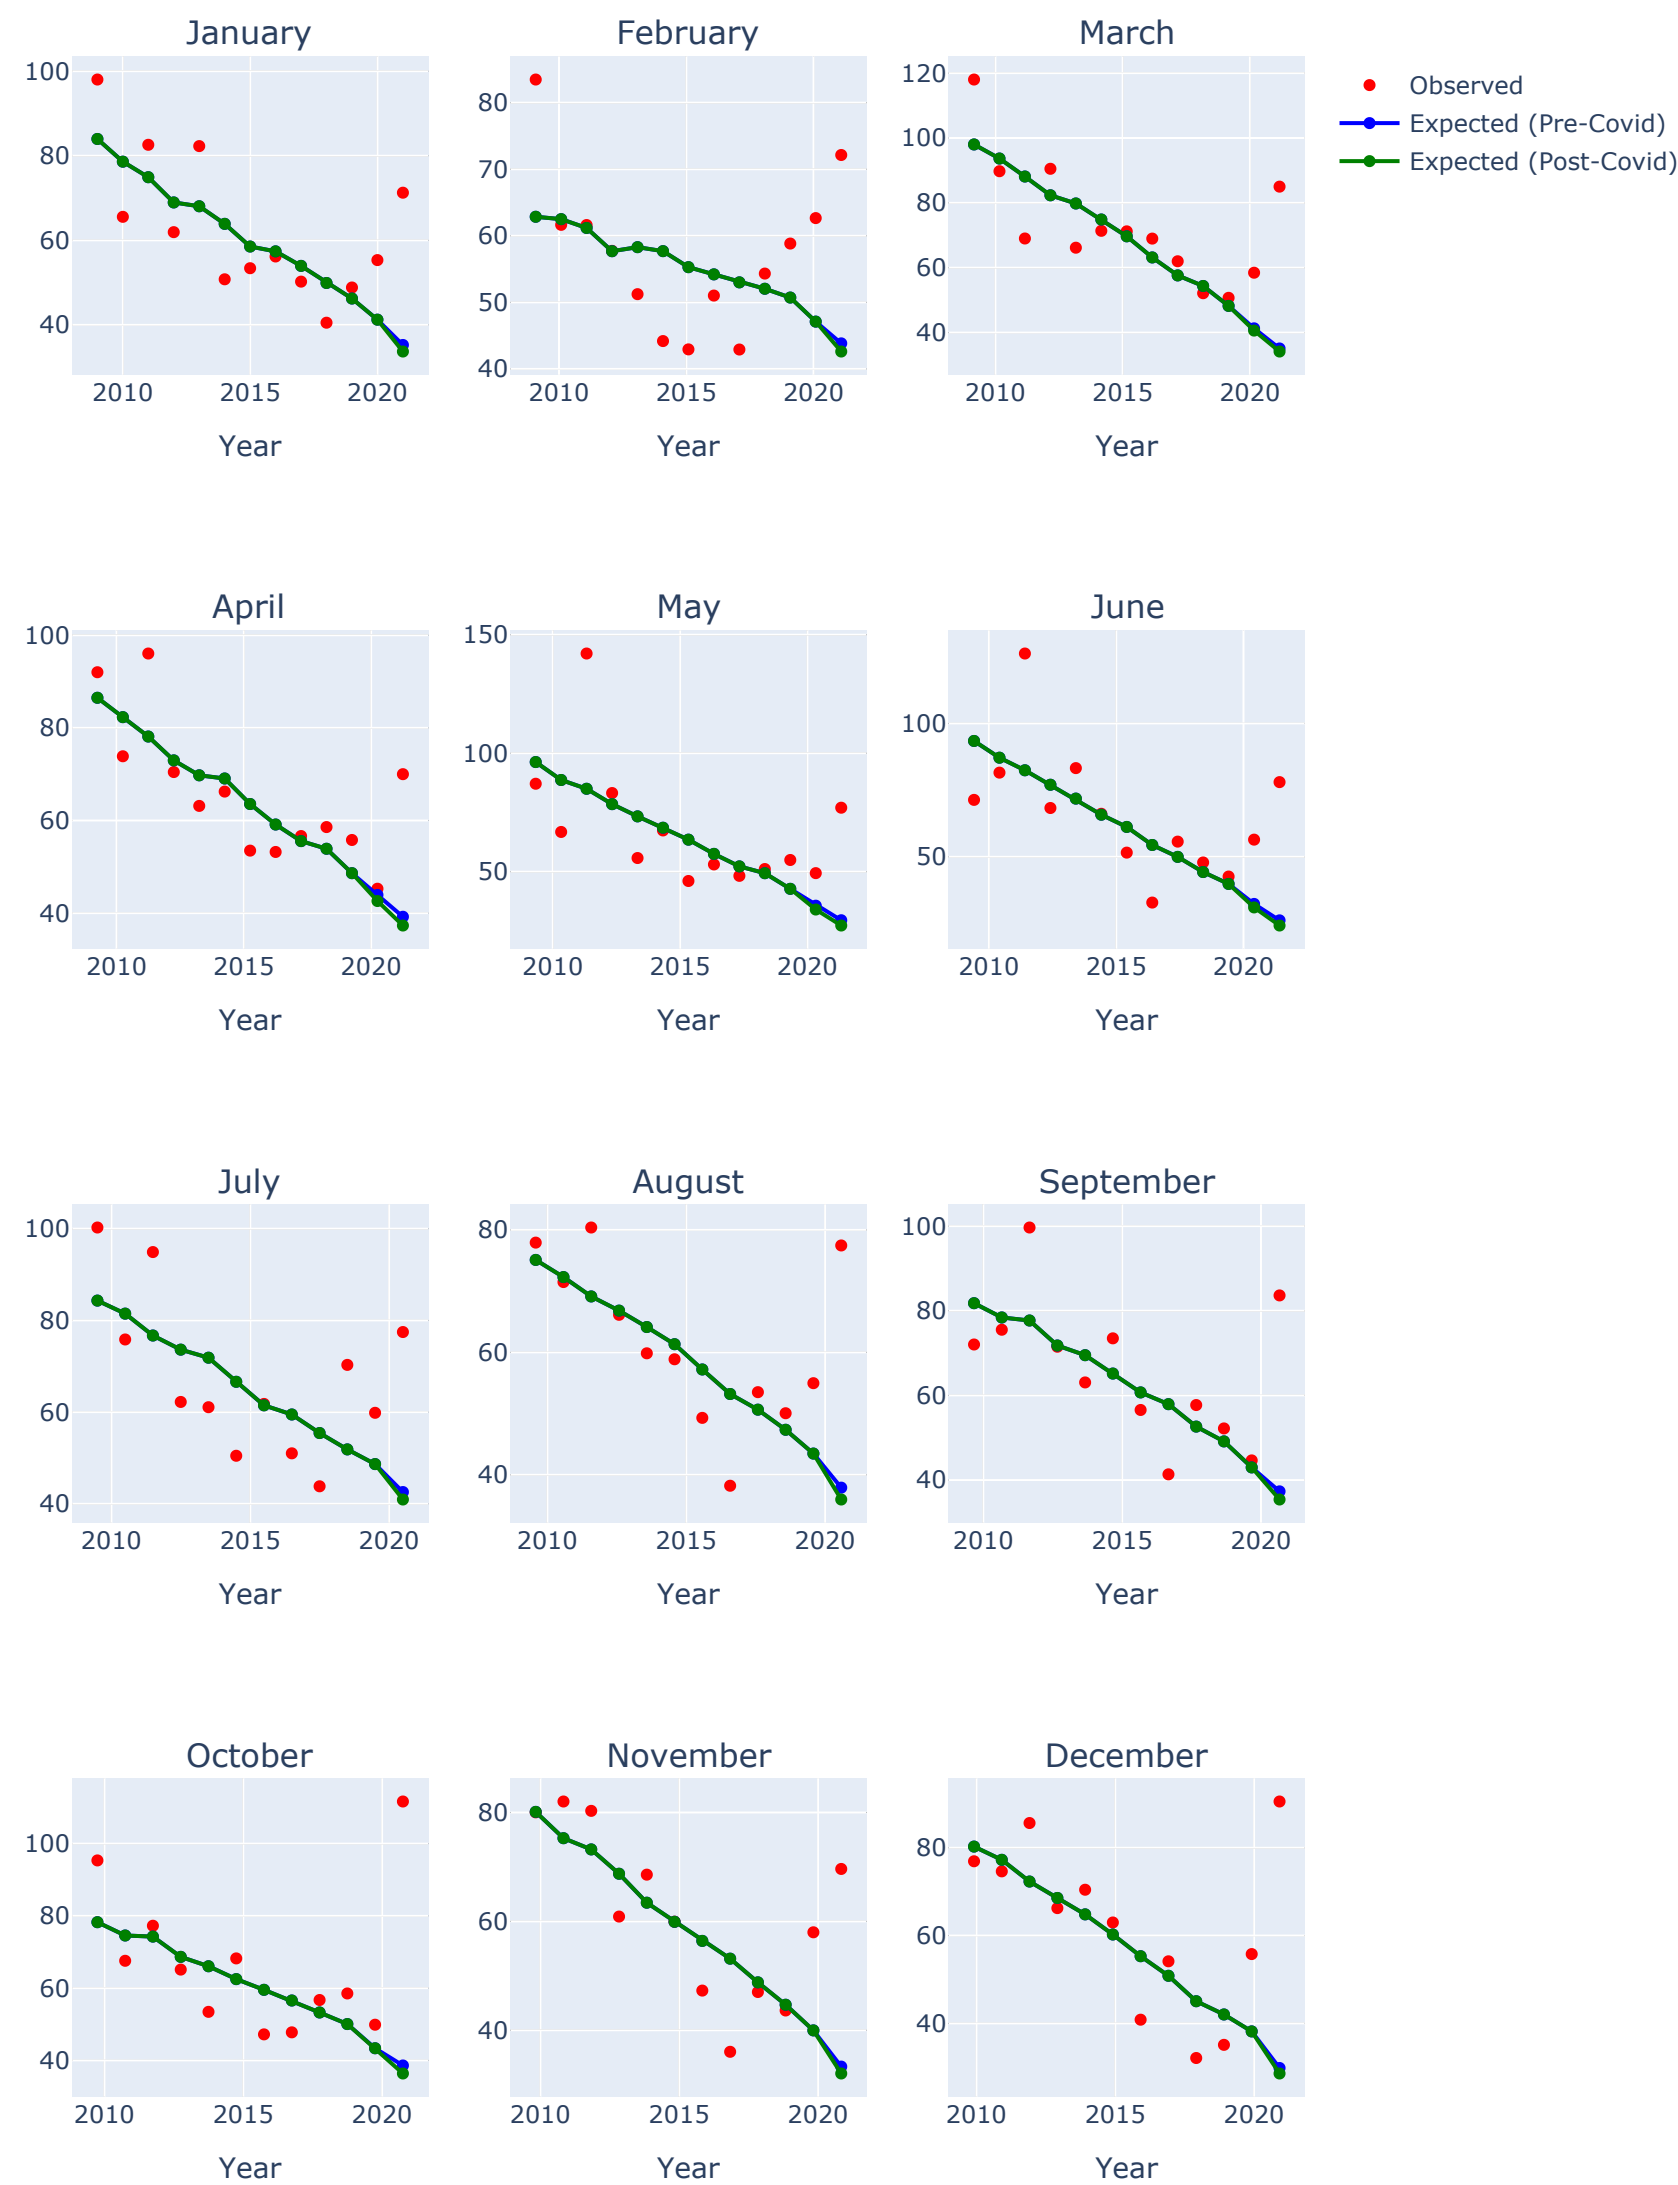 January
February
March
100
80
60
40
2010
2015
2020
Year
80
70
60
50
40
2010
2015
2020
Year
120
100
80
60
40
2010
2015
2020
Year
Observed
Expected (Pre-Covid)
Expected (Post-Covid)
April
May
June
100
80
60
40
2010
2015
2020
Year
150
100
50
2010
2015
2020
Year
100
50
2010
2015
2020
Year
July
August
September
100
80
60
40
2010
2015
2020
Year
80
60
40
2010
2015
2020
Year
100
80
60
40
2010
2015
2020
Year
October
November
December
100
80
60
40
2010
2015
2020
Year
80
60
40
2010
2015
2020
Year
80
60
40
2010
2015
2020
Year